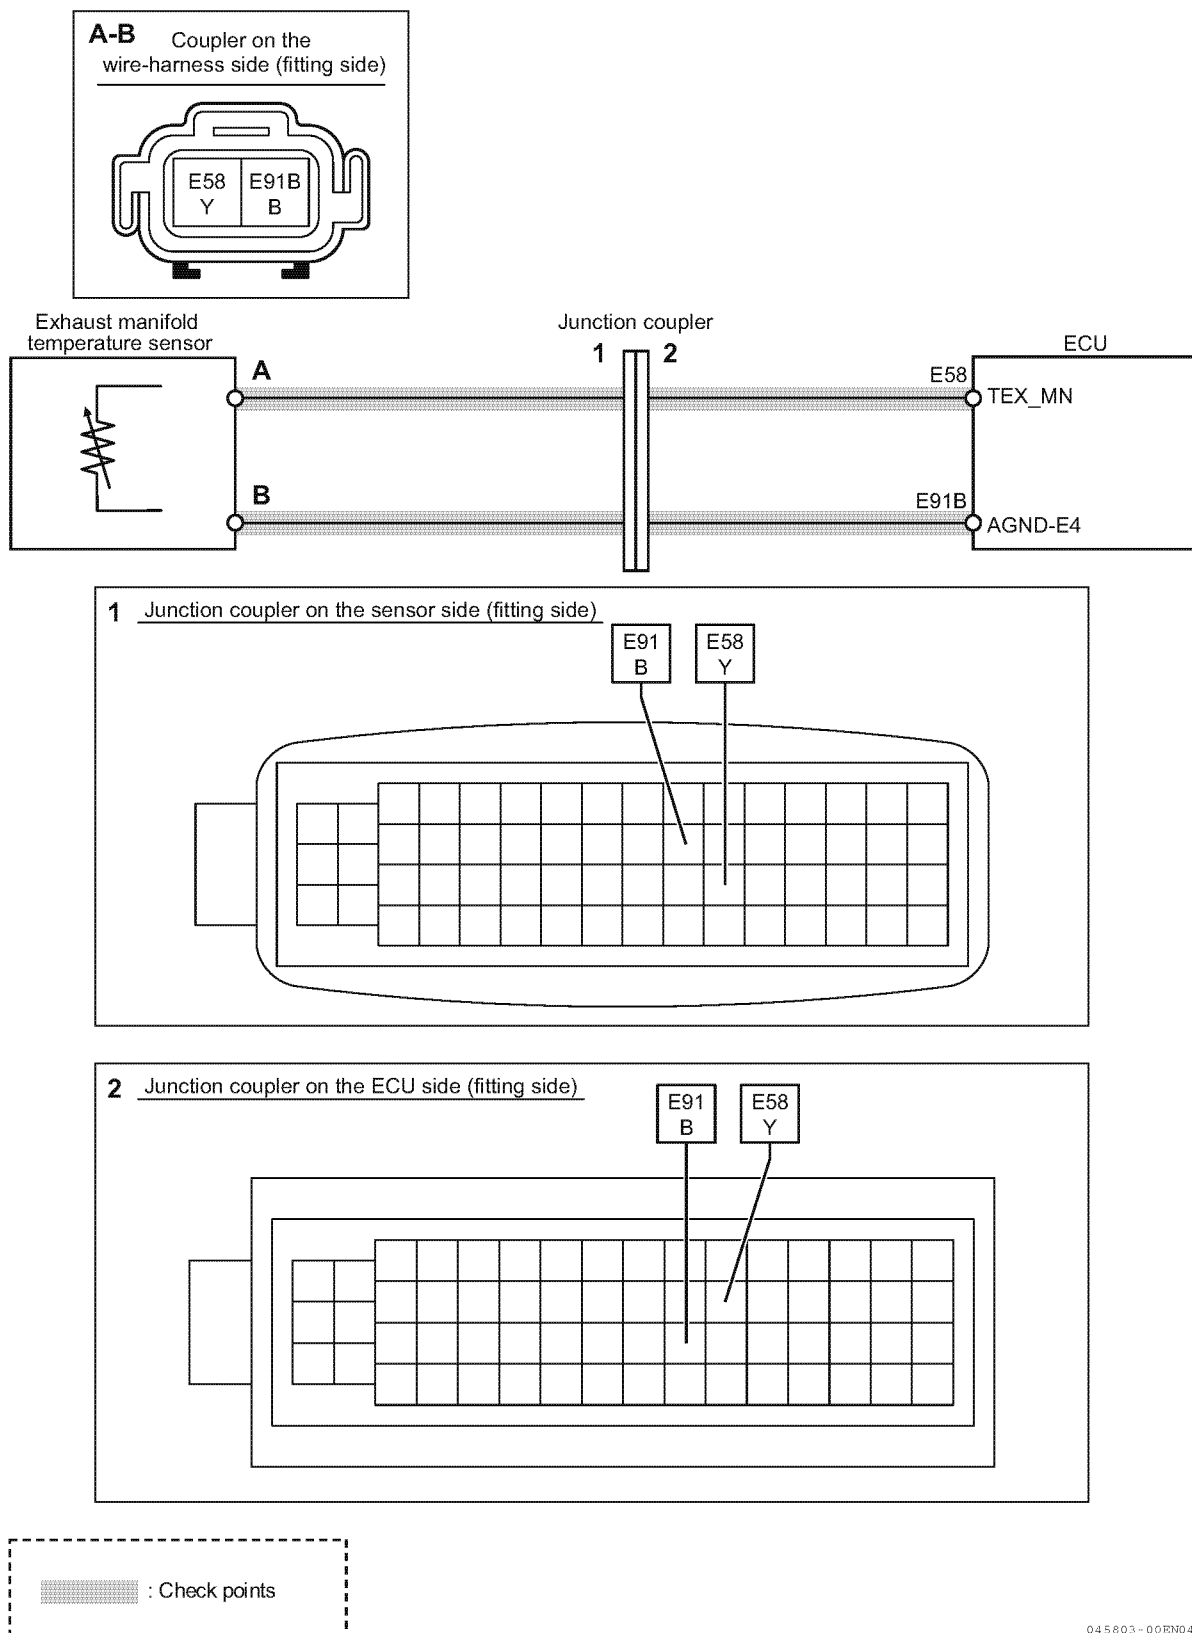 A-B
Coupler on the
wire-harness side (fitting side)
E58
Y
E91B
B
Exhaust manifold
temperature sensor
Junction coupler
1
2
ECU
A
E58
TEX_MN
B
E91B
AGND-E4
1 Junction coupler on the sensor side (fitting side)
E91
B
E58
Y
2 Junction coupler on the ECU side (fitting side)
E91
B
E58
Y
: Check points
045803-00EN04